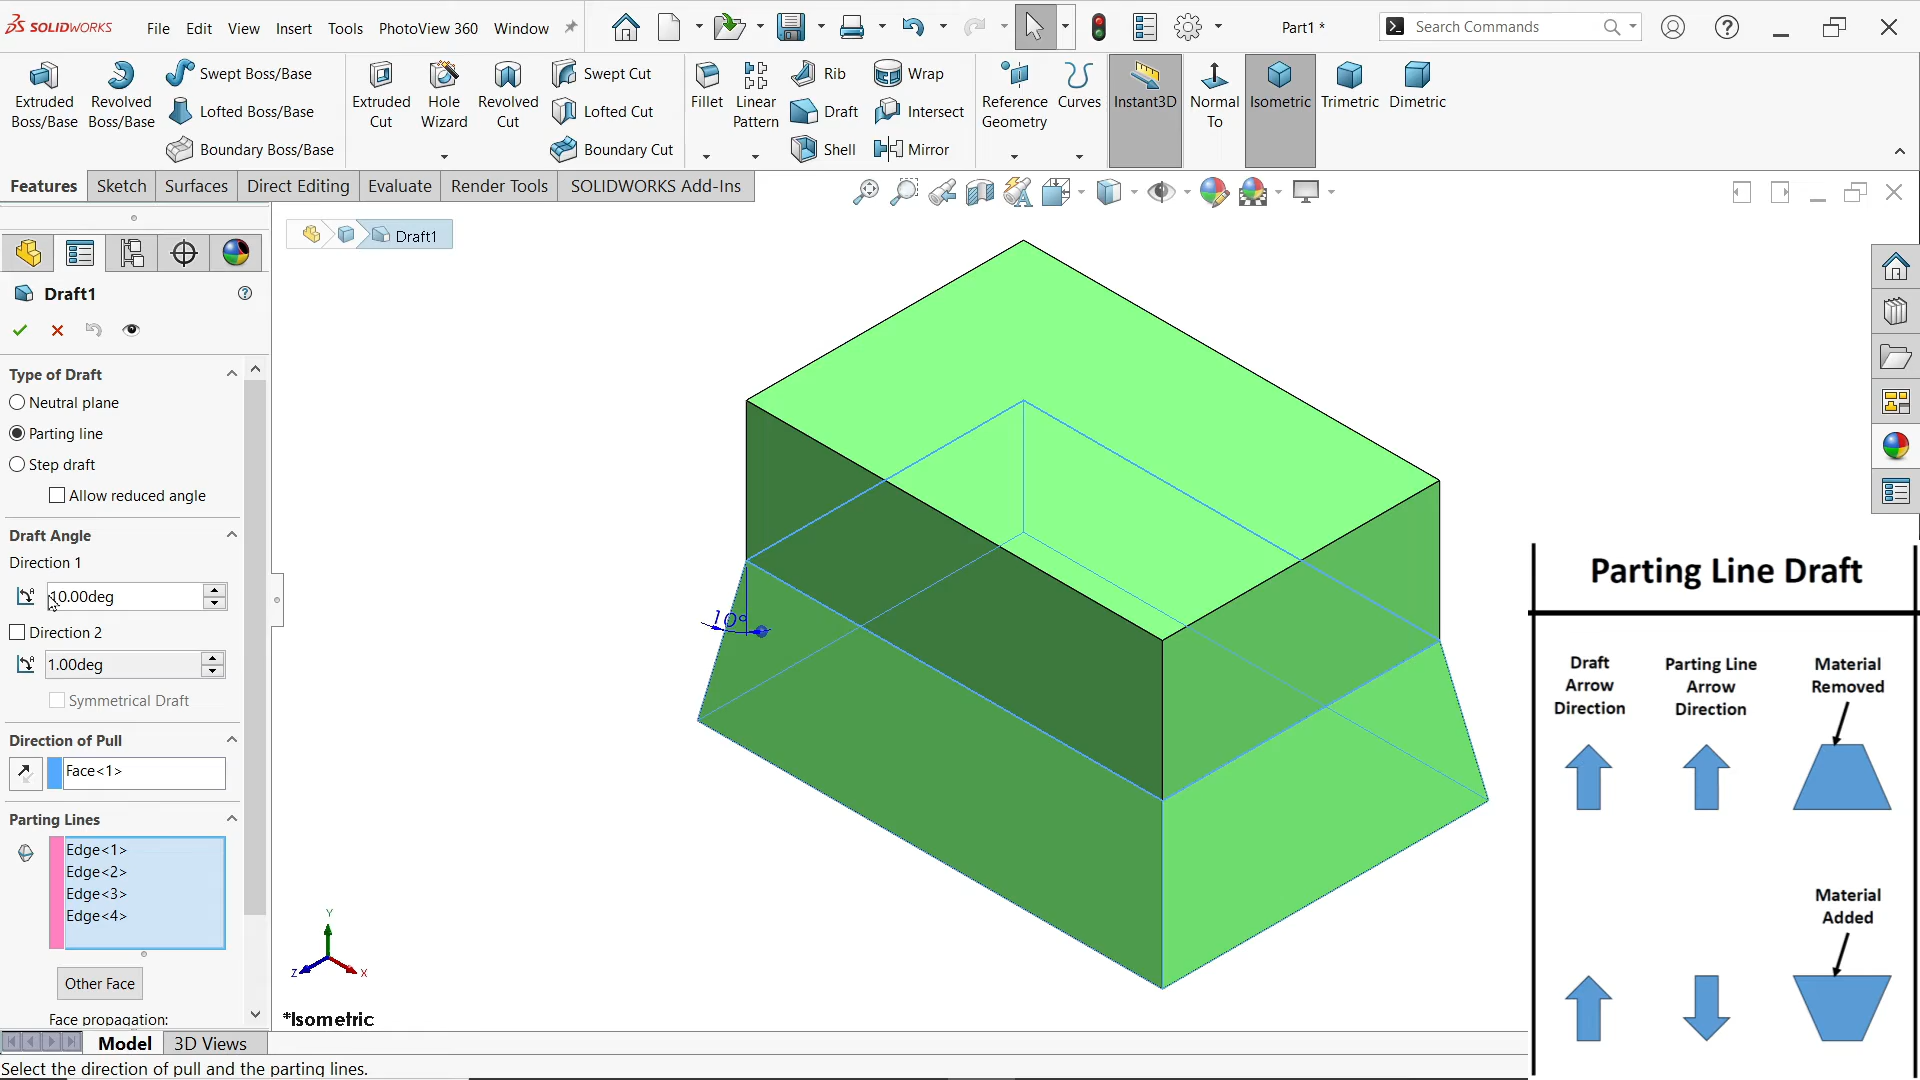 SOLIDWORKS File Edit View Insert Tools PhotoView 360 Window Part1 * Search Commands
Extruded Boss/Base
Revolved Boss/Base
Swept Boss/Base
Lofted Boss/Base
Boundary Boss/Base
Extruded Cut
Hole Wizard
Revolved Cut
Swept Cut
Lofted Cut
Boundary Cut
Fillet
Linear Pattern
Rib
Draft
Shell
Wrap
Intersect
Mirror
Reference Geometry
Curves
Instant3D
Normal To
Isometric
Trimetric
Dimetric
Features Sketch Surfaces Direct Editing Evaluate Render Tools SOLIDWORKS Add-Ins
Draft1
Draft1
Type of Draft
Neutral plane
Parting line
Step draft
Allow reduced angle
Draft Angle
Direction 1
10.00deg
Direction 2
1.00deg
Symmetrical Draft
Direction of Pull
Face<1>
Parting Lines
Edge<1>
Edge<2>
Edge<3>
Edge<4>
Other Face
Face propagation:
10°
Y
Z
X
*Isometric
Model 3D Views
Select the direction of pull and the parting lines.
Parting Line Draft
Draft
Arrow
Direction
Parting Line
Arrow
Direction
Material
Removed
Material
Added